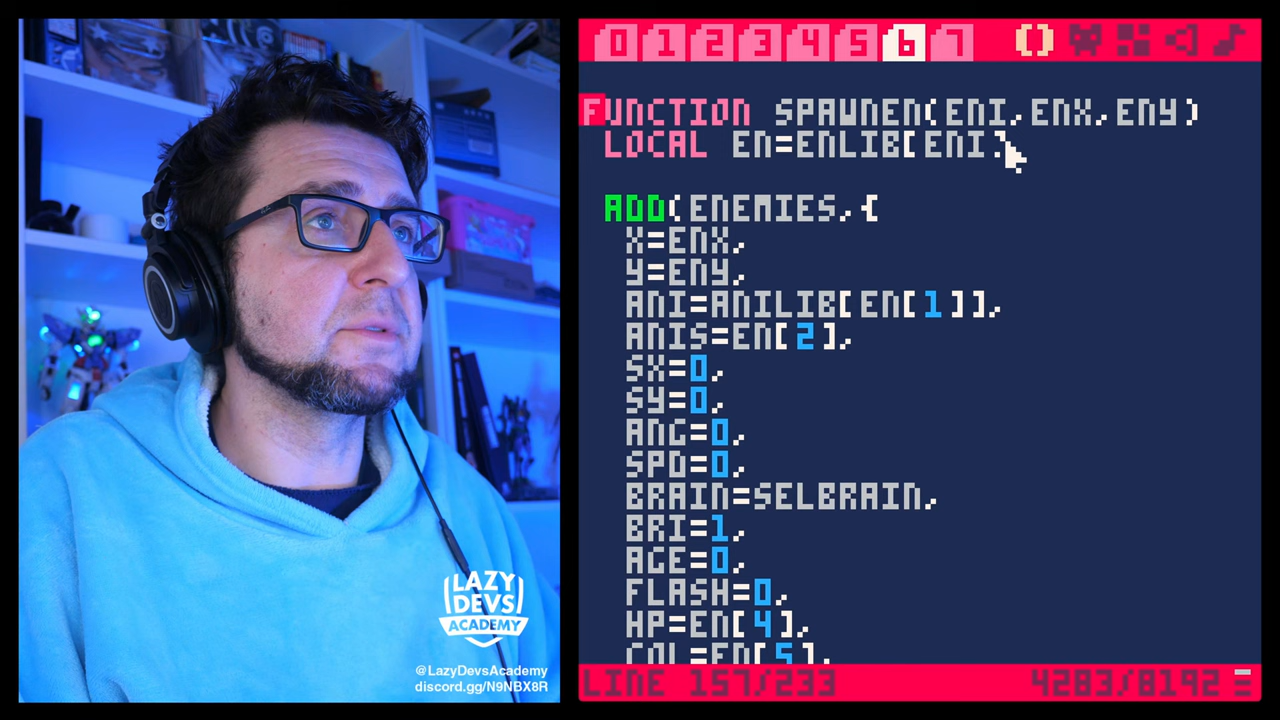 0 1 2 3 4 5 6 7 ()
FUNCTION SPAWNEN(ENI,ENX,ENY)
LOCAL EN=ENLIB[ENI]
ADD(ENEMIES,{
X=ENX,
Y=ENY,
ANI=ANILIB[EN[1]],
ANIS=EN[2],
SX=0,
SY=0,
ANG=0,
SPD=0,
BRAIN=SELBRAIN,
BRI=1,
AGE=0,
FLASH=0,
HP=EN[4],
COL=EN[5],
LINE 157/233 4283/8192
LAZY
DEVS
ACADEMY
@LazyDevsAcademy
discord.gg/N9NBX8R